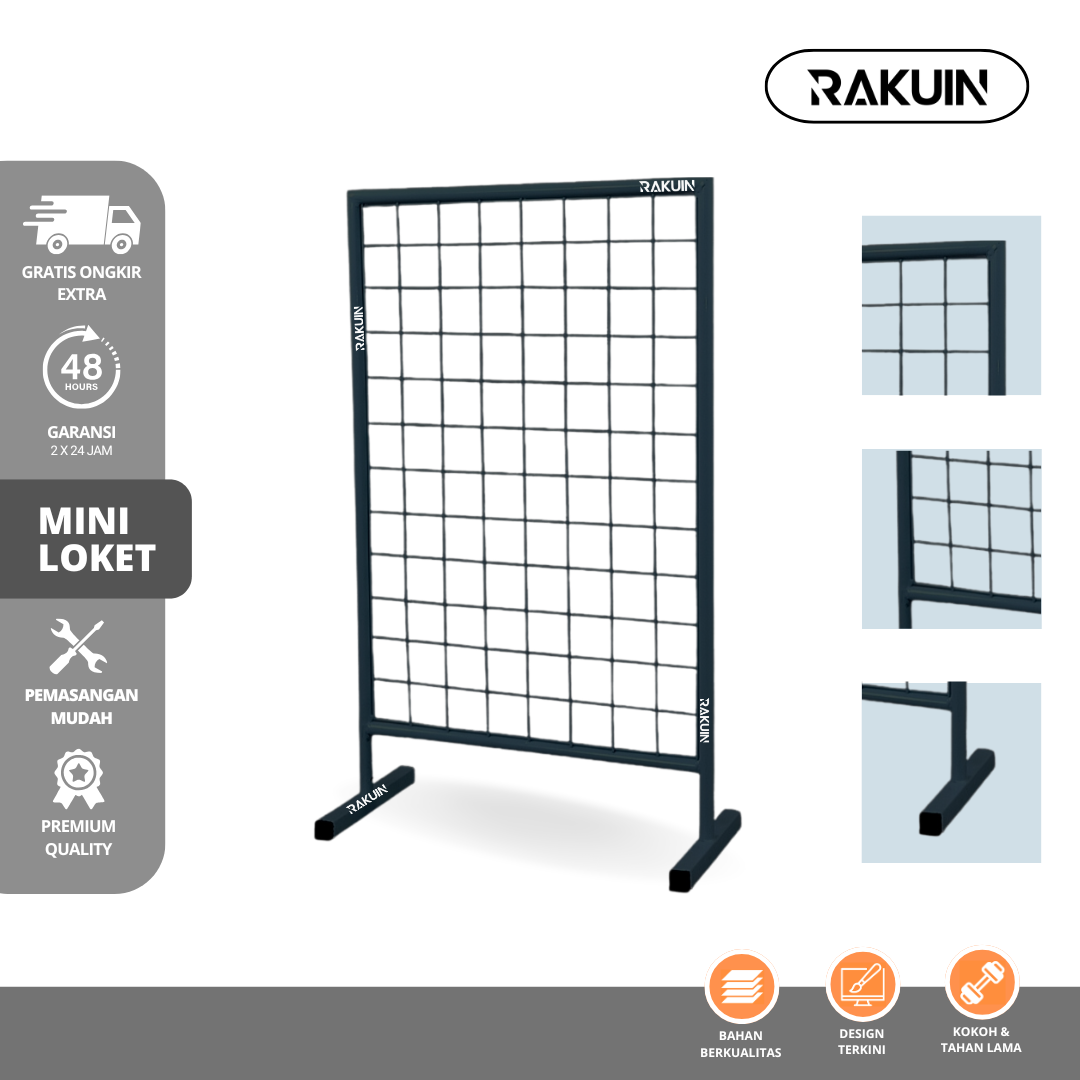 RAKUIN
RAKUIN
RAKUIN
RAKUIN
RAKUIN
GRATIS ONGKIR
EXTRA
48
HOURS
GARANSI
2 X 24 JAM
MINI
LOKET
PEMASANGAN
MUDAH
PREMIUM
QUALITY
BAHAN
BERKUALITAS
DESIGN
TERKINI
KOKOH &
TAHAN LAMA